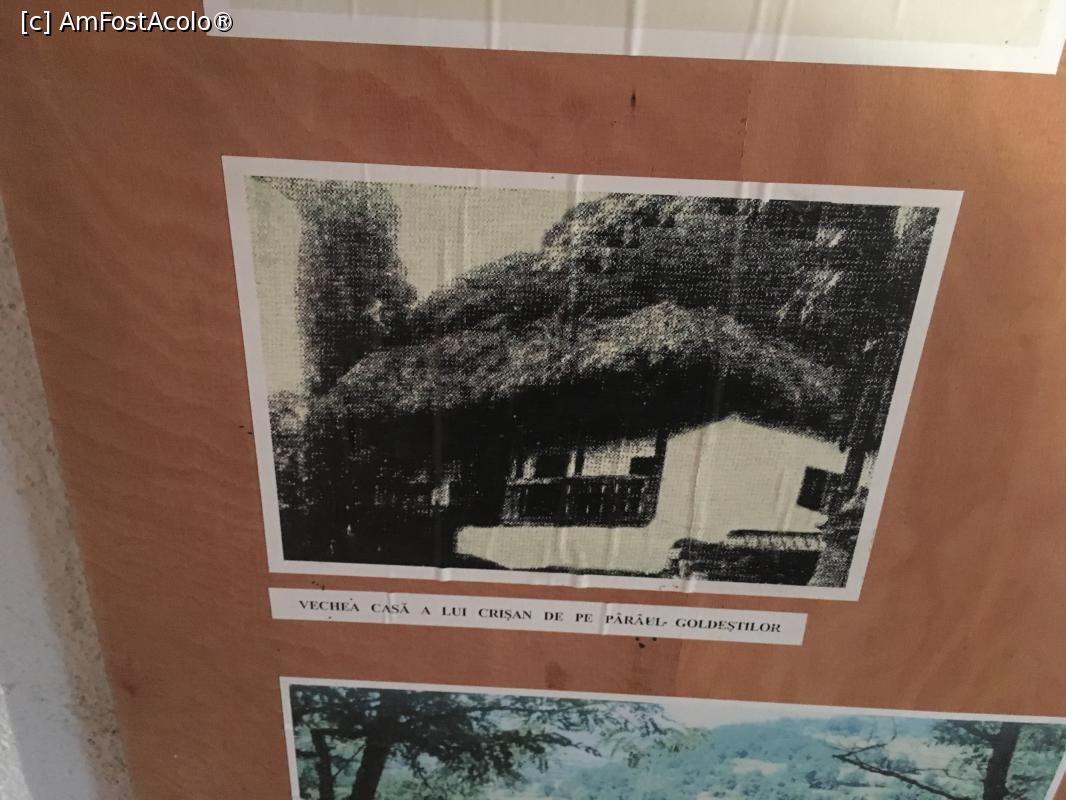 [c] AmFostAcolo®
VECHEA CASĂ A LUI CRIŞAN DE PE PÂRÂUL- GOLDEŞTILOR